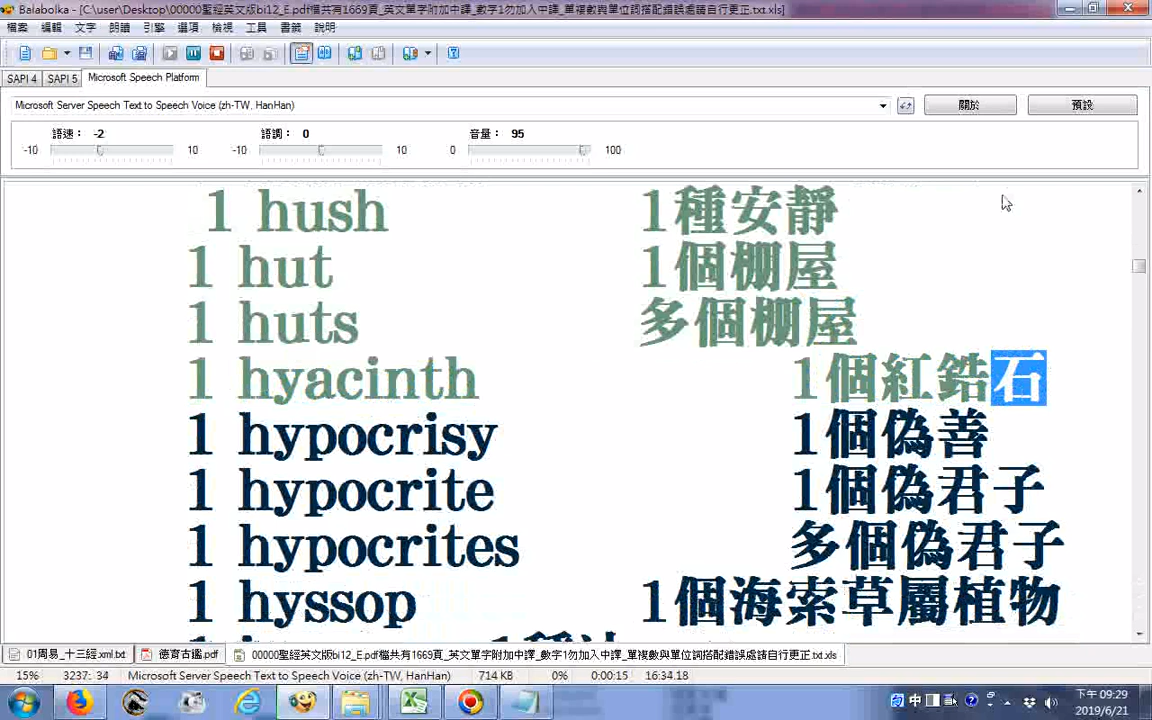 Balabolka - [C:\user\Desktop\00000聖經英文版bi12_E.pdf檔共有1669頁_英文單字附加中譯_數字1勿加入中譯_單複數與單位詞搭配錯誤處請自行更正.txt.xls]
檔案 編輯 文字 朗讀 引擎 選項 檢視 工具 書籤 說明
SAPI 4 SAPI 5 Microsoft Speech Platform
Microsoft Server Speech Text to Speech Voice (zh-TW, HanHan) 關於 預設
語速： -2 語調： 0 音量： 95
-10 10 -10 10 0 100
1 hush 1種安靜
1 hut 1個棚屋
1 huts 多個棚屋
1 hyacinth 1個紅鋯石
1 hypocrisy 1個偽善
1 hypocrite 1個偽君子
1 hypocrites 多個偽君子
1 hyssop 1個海索草屬植物
01周易_十三經.xml.txt 德育古鑑.pdf 00000聖經英文版bi12_E.pdf檔共有1669頁_英文單字附加中譯_數字1勿加入中譯_單複數與單位詞搭配錯誤處請自行更正.txt.xls
15% 3237: 34 Microsoft Server Speech Text to Speech Voice (zh-TW, HanHan) 714 KB 0% 0:00:15 16:34.18
中 下午 09:29
2019/6/21